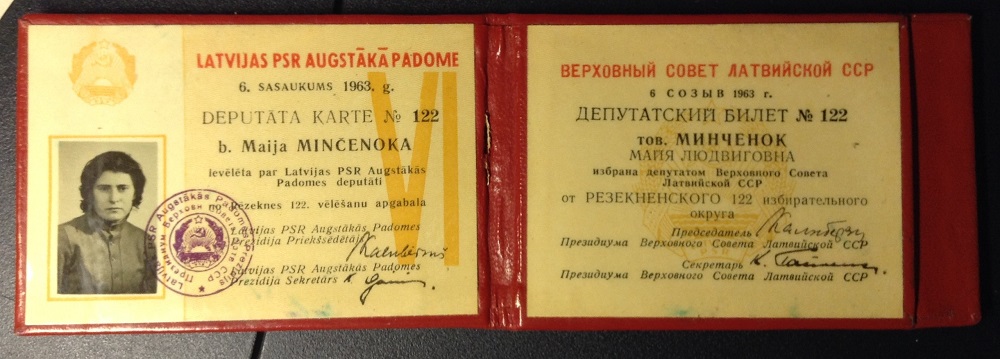 LATVIJAS PSR AUGSTĀKĀ PADOME
6. SASAUKUMS 1963. g.
DEPUTĀTA KARTE № 122
b. Maija MINČENOKA
ievēlēta par Latvijas PSR Augstākās
Padomes deputāti
no Rēzeknes 122. vēlēšanu apgabala
Latvijas PSR Augstākās Padomes
Prezidija Priekšsēdētājs
Latvijas PSR Augstākās Padomes
Prezidija Sekretārs
VI
ВЕРХОВНЫЙ СОВЕТ ЛАТВИЙСКОЙ ССР
6 СОЗЫВ 1963 г.
ДЕПУТАТСКИЙ БИЛЕТ № 122
тов. МИНЧЕНОК
МАЙЯ ЛЮДВИГОВНА
избрана депутатом Верховного Совета
Латвийской ССР
от РЕЗЕКНЕНСКОГО 122 избирательного
округа
Председатель
Президиума Верховного Совета Латвийской ССР
Секретарь
Президиума Верховного Совета Латвийской ССР